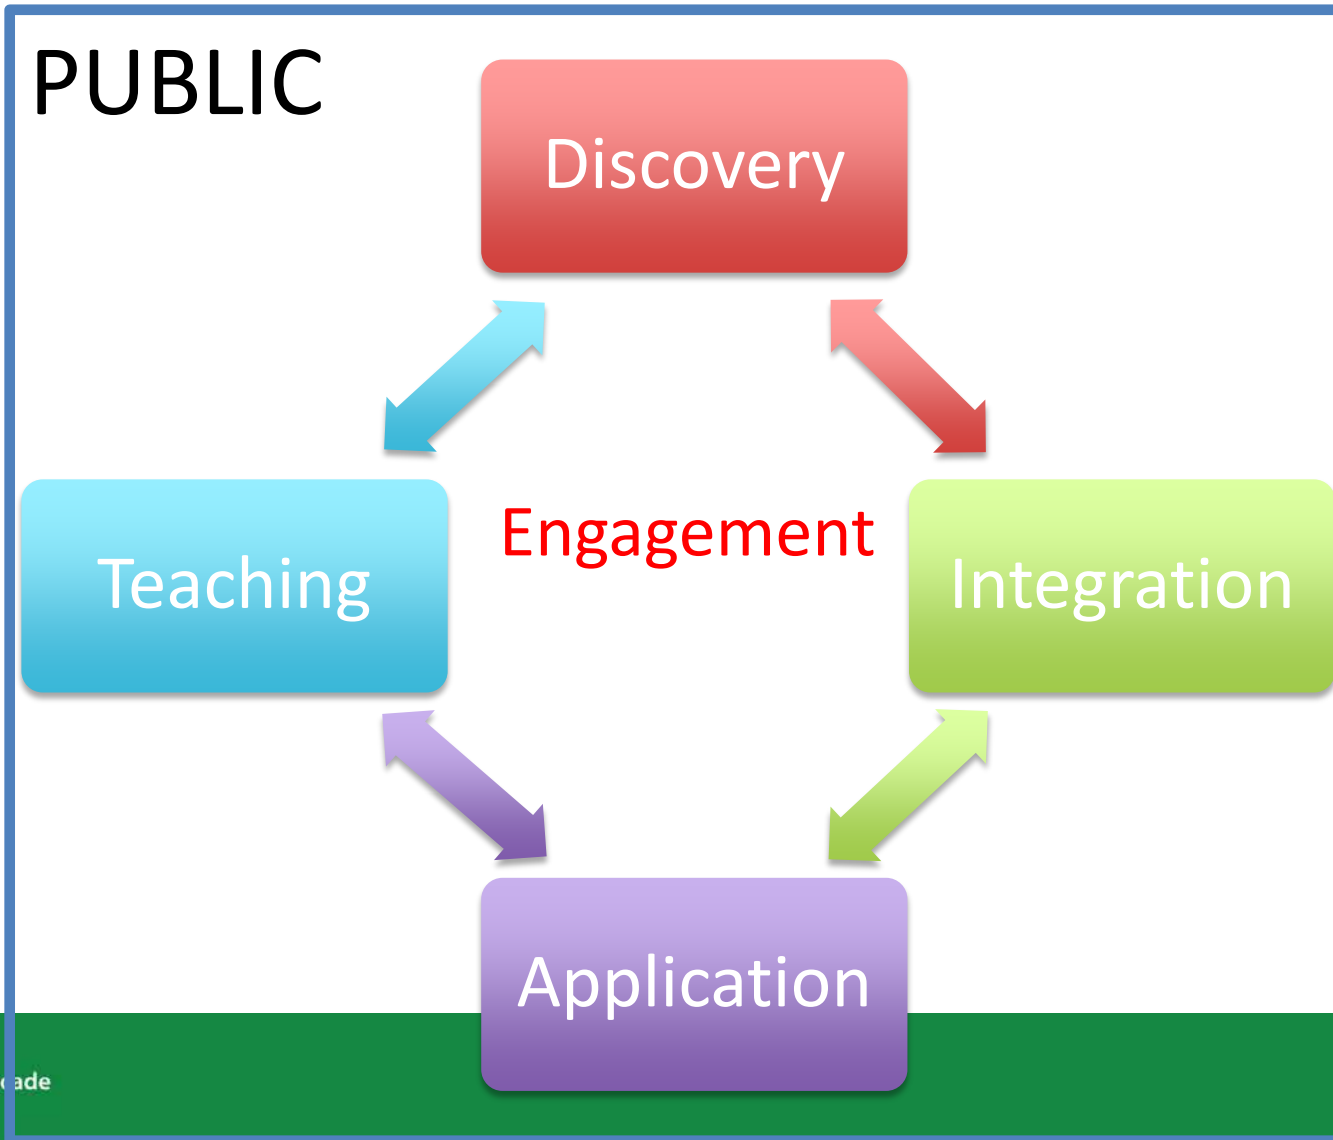 PUBLIC
Discovery
Engagement
Teaching
Integration
Application